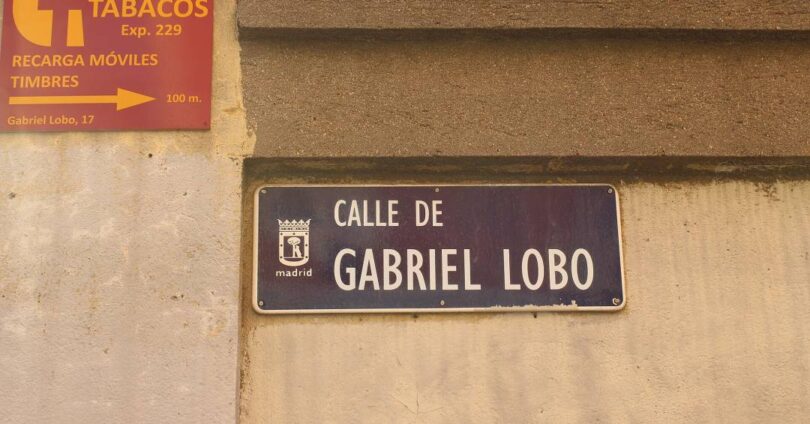 TABACOS
Exp. 229
RECARGA MÓVILES
TIMBRES
100 m.
Gabriel Lobo, 17
CALLE DE
GABRIEL LOBO
madrid